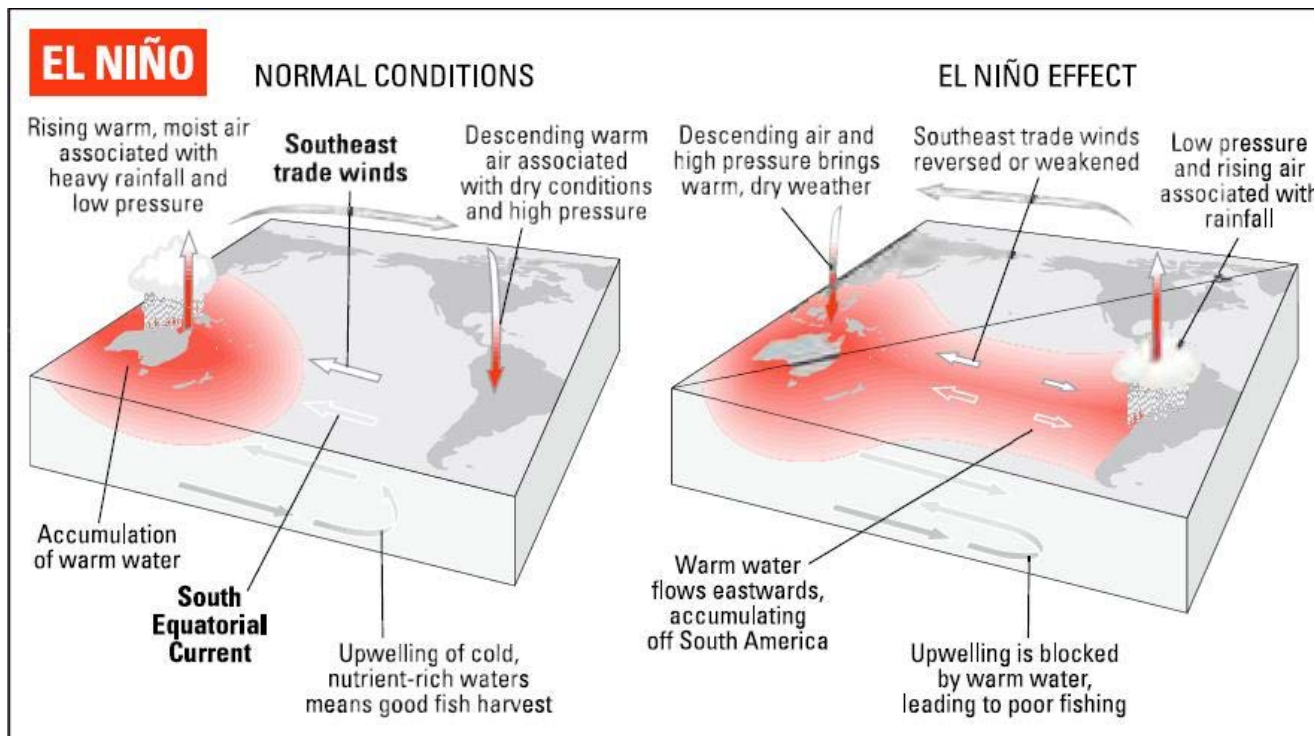 EL NIÑO
NORMAL CONDITIONS
Rising warm, moist air
associated with
heavy rainfall and
low pressure
Southeast
trade winds
Descending warm
air associated
with dry conditions
and high pressure
Accumulation
of warm water
South
Equatorial
Current
Upwelling of cold,
nutrient-rich waters
means good fish harvest
EL NIÑO EFFECT
Descending air and
high pressure brings
warm, dry weather
Southeast trade winds
reversed or weakened
Low pressure
and rising air
associated with
rainfall
Warm water
flows eastwards,
accumulating
off South America
Upwelling is blocked
by warm water,
leading to poor fishing